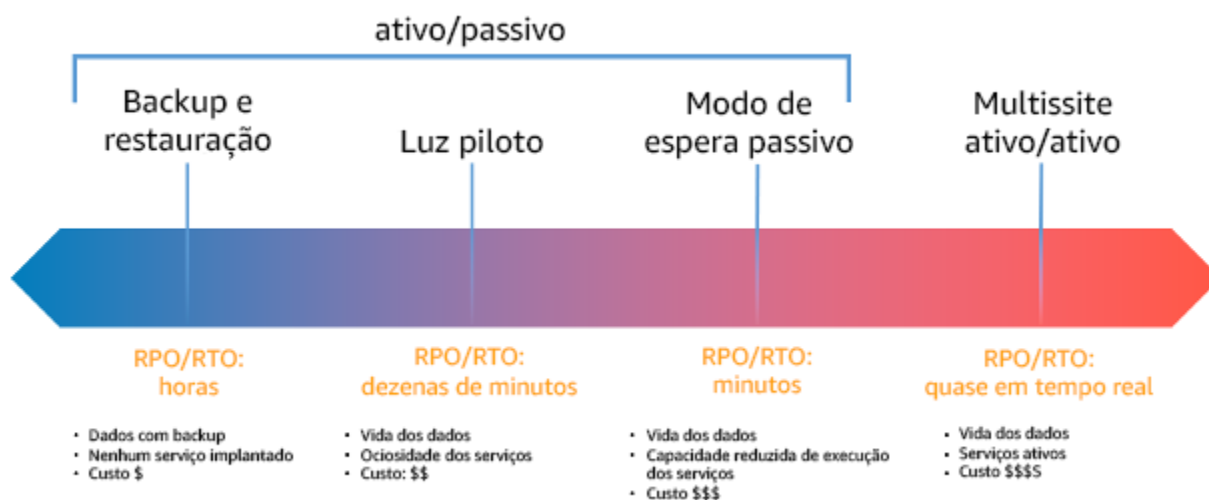 ativo/passivo
Backup e
restauração
Luz piloto
Modo de
espera passivo
Multissite
ativo/ativo
RPO/RTO:
horas
RPO/RTO:
dezenas de minutos
RPO/RTO:
minutos
RPO/RTO:
quase em tempo real
• Dados com backup
• Nenhum serviço implantado
• Custo $
• Vida dos dados
• Ociosidade dos serviços
• Custo: $$
• Vida dos dados
• Capacidade reduzida de execução
dos serviços
• Custo $$$
• Vida dos dados
• Serviços ativos
• Custo $$$S